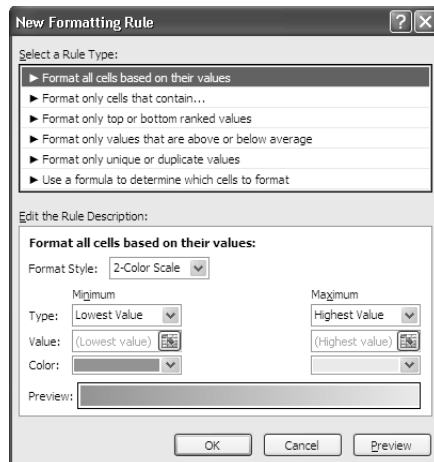 New Formatting Rule
Select a Rule Type:
► Format all cells based on their values
► Format only cells that contain...
► Format only top or bottom ranked values
► Format only values that are above or below average
► Format only unique or duplicate values
► Use a formula to determine which cells to format
Edit the Rule Description:
Format all cells based on their values:
Format Style: 2-Color Scale
Minimum Maximum
Type: Lowest Value Highest Value
Value: (Lowest value) (Highest value)
Color:
Preview:
OK Cancel Preview